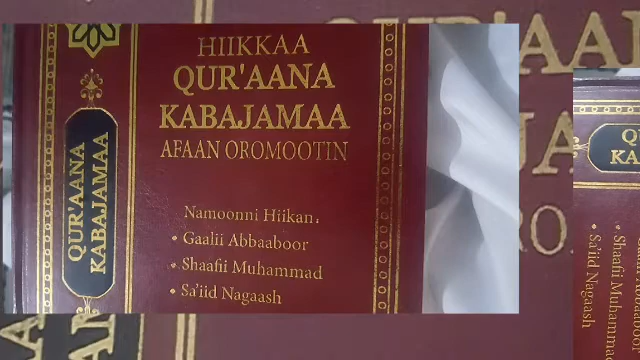 HIIKKAA
QUR'AANA
KABAJAMAA
AFAAN OROMOOTIN
Namoonni Hiikan:
• Gaalii Abbaaboor
• Shaafii Muhammad
• Sa'iid Nagaash
QUR'AANA
KABAJAMAA